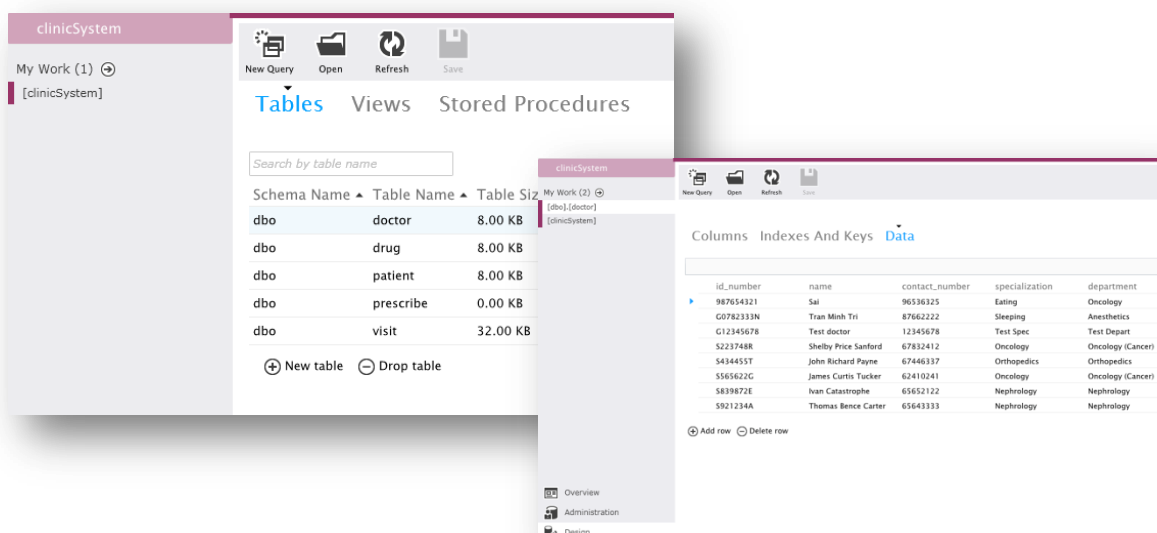 clinicSystem
My Work (1)
[clinicSystem]
New Query Open Refresh Save
Tables Views Stored Procedures
Search by table name
Schema Name Table Name Table Siz
dbo doctor 8.00 KB
dbo drug 8.00 KB
dbo patient 8.00 KB
dbo prescribe 0.00 KB
dbo visit 32.00 KB
New table Drop table
clinicSystem
My Work (2)
[dbo].[doctor]
[clinicSystem]
New Query Open Refresh Save
Columns Indexes And Keys Data
id_number name contact_number specialization department
987654321 Sai 96536325 Eating Oncology
G0782333N Tran Minh Tri 87662222 Sleeping Anesthetics
G12345678 Test doctor 12345678 Test Spec Test Depart
S223748R Shelby Price Sanford 67832412 Oncology Oncology (Cancer)
S434455T John Richard Payne 67446337 Orthopedics Orthopedics
S565622G James Curtis Tucker 62410241 Oncology Oncology (Cancer)
S839872E Ivan Catastrophe 65652122 Nephrology Nephrology
S921234A Thomas Bence Carter 65643333 Nephrology Nephrology
Add row Delete row
Overview
Administration
Design